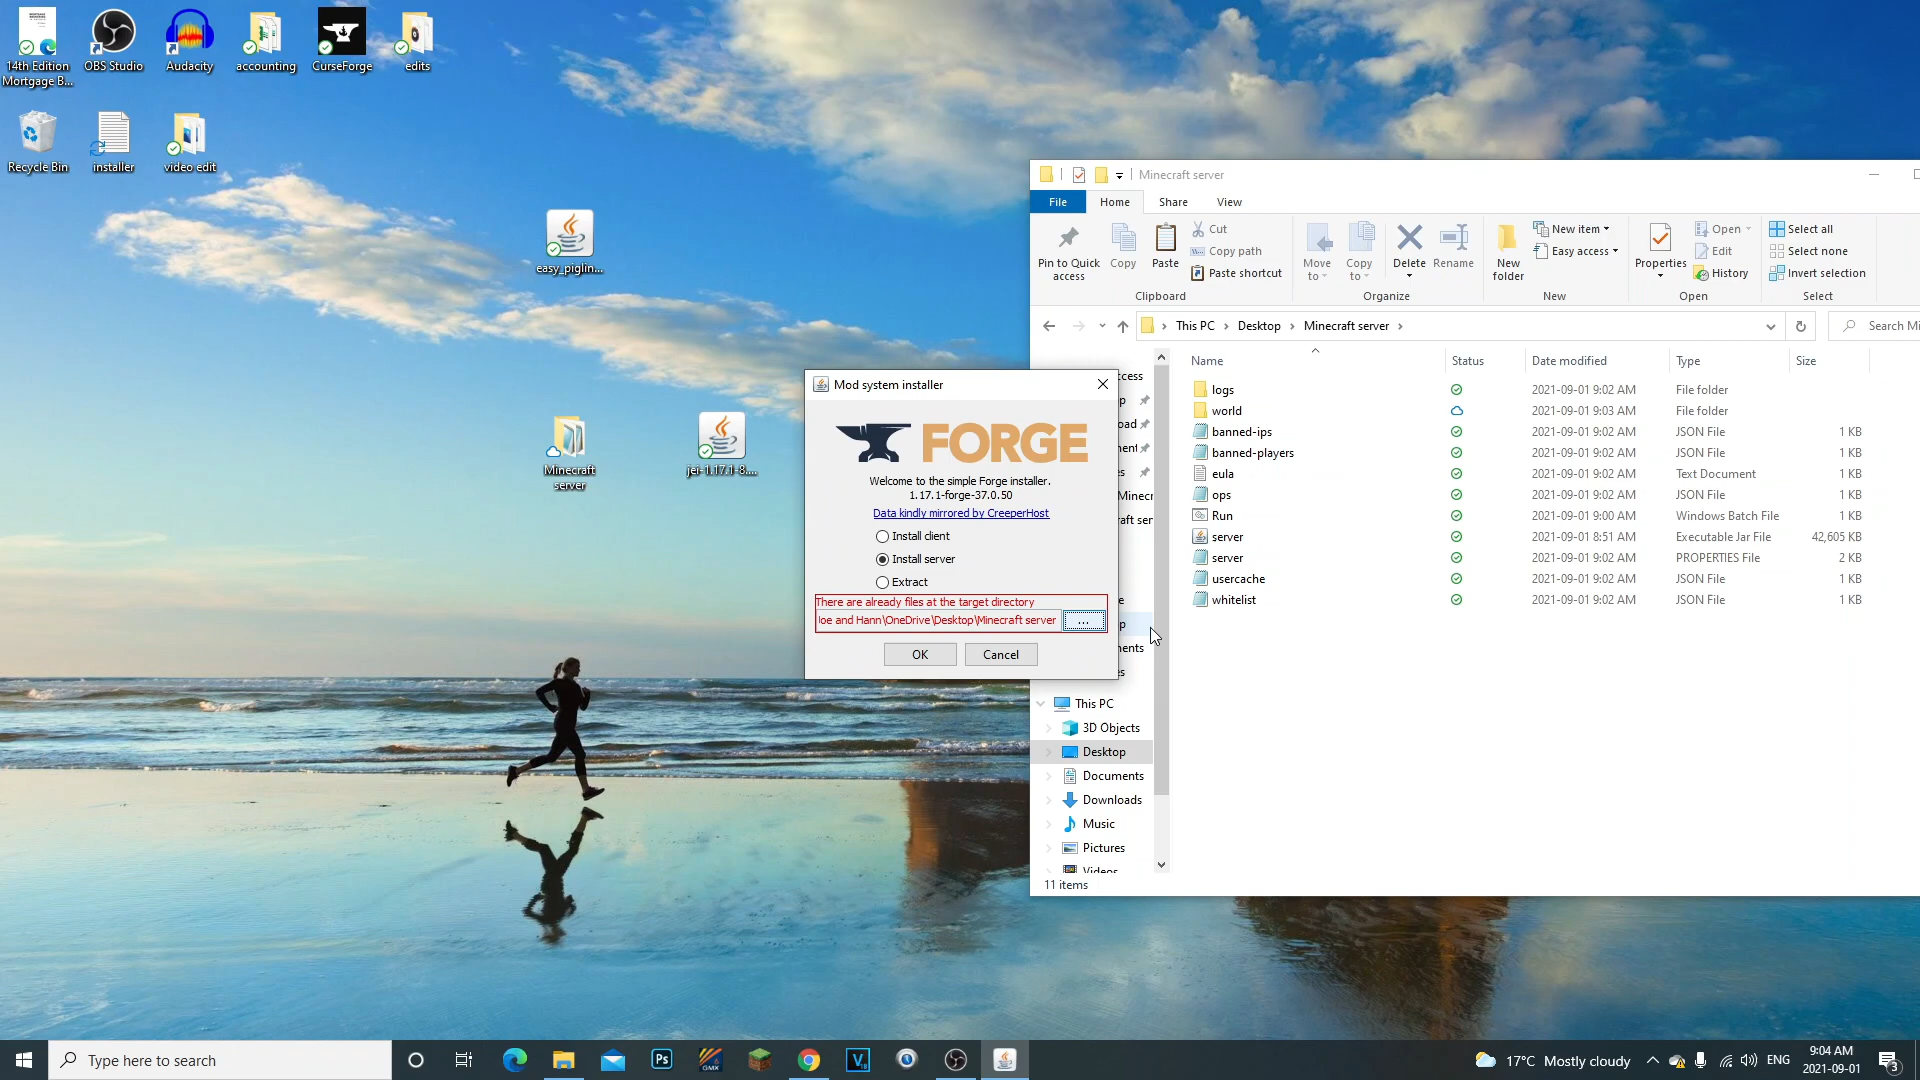 14th Edition
Mortgage B...
OBS Studio
Audacity
accounting
CurseForge
edits
Recycle Bin
installer
video edit
easy_piglin...
Minecraft
server
jei-1.17.1-8....
Minecraft server
File
Home
Share
View
Pin to Quick
access
Copy
Paste
Cut
Copy path
Paste shortcut
Clipboard
Move
to
Copy
to
Delete
Rename
Organize
New
folder
New item
Easy access
New
Properties
Open
Edit
History
Open
Select all
Select none
Invert selection
Select
This PC
Desktop
Minecraft server
Search Mi
Name
Status
Date modified
Type
Size
logs 2021-09-01 9:02 AM File folder
world 2021-09-01 9:03 AM File folder
banned-ips 2021-09-01 9:02 AM JSON File 1 KB
banned-players 2021-09-01 9:02 AM JSON File 1 KB
eula 2021-09-01 9:02 AM Text Document 1 KB
ops 2021-09-01 9:02 AM JSON File 1 KB
Run 2021-09-01 9:00 AM Windows Batch File 1 KB
server 2021-09-01 8:51 AM Executable Jar File 42,605 KB
server 2021-09-01 9:02 AM PROPERTIES File 2 KB
usercache 2021-09-01 9:02 AM JSON File 1 KB
whitelist 2021-09-01 9:02 AM JSON File 1 KB
This PC
3D Objects
Desktop
Documents
Downloads
Music
Pictures
Videos
11 items
Mod system installer
FORGE
Welcome to the simple Forge installer.
1.17.1-forge-37.0.50
Data kindly mirrored by CreeperHost
Install client
Install server
Extract
There are already files at the target directory
Joe and Hann\OneDrive\Desktop\Minecraft server
...
OK
Cancel
Type here to search
Ps
GMX
17°C Mostly cloudy
ENG
9:04 AM
2021-09-01
3